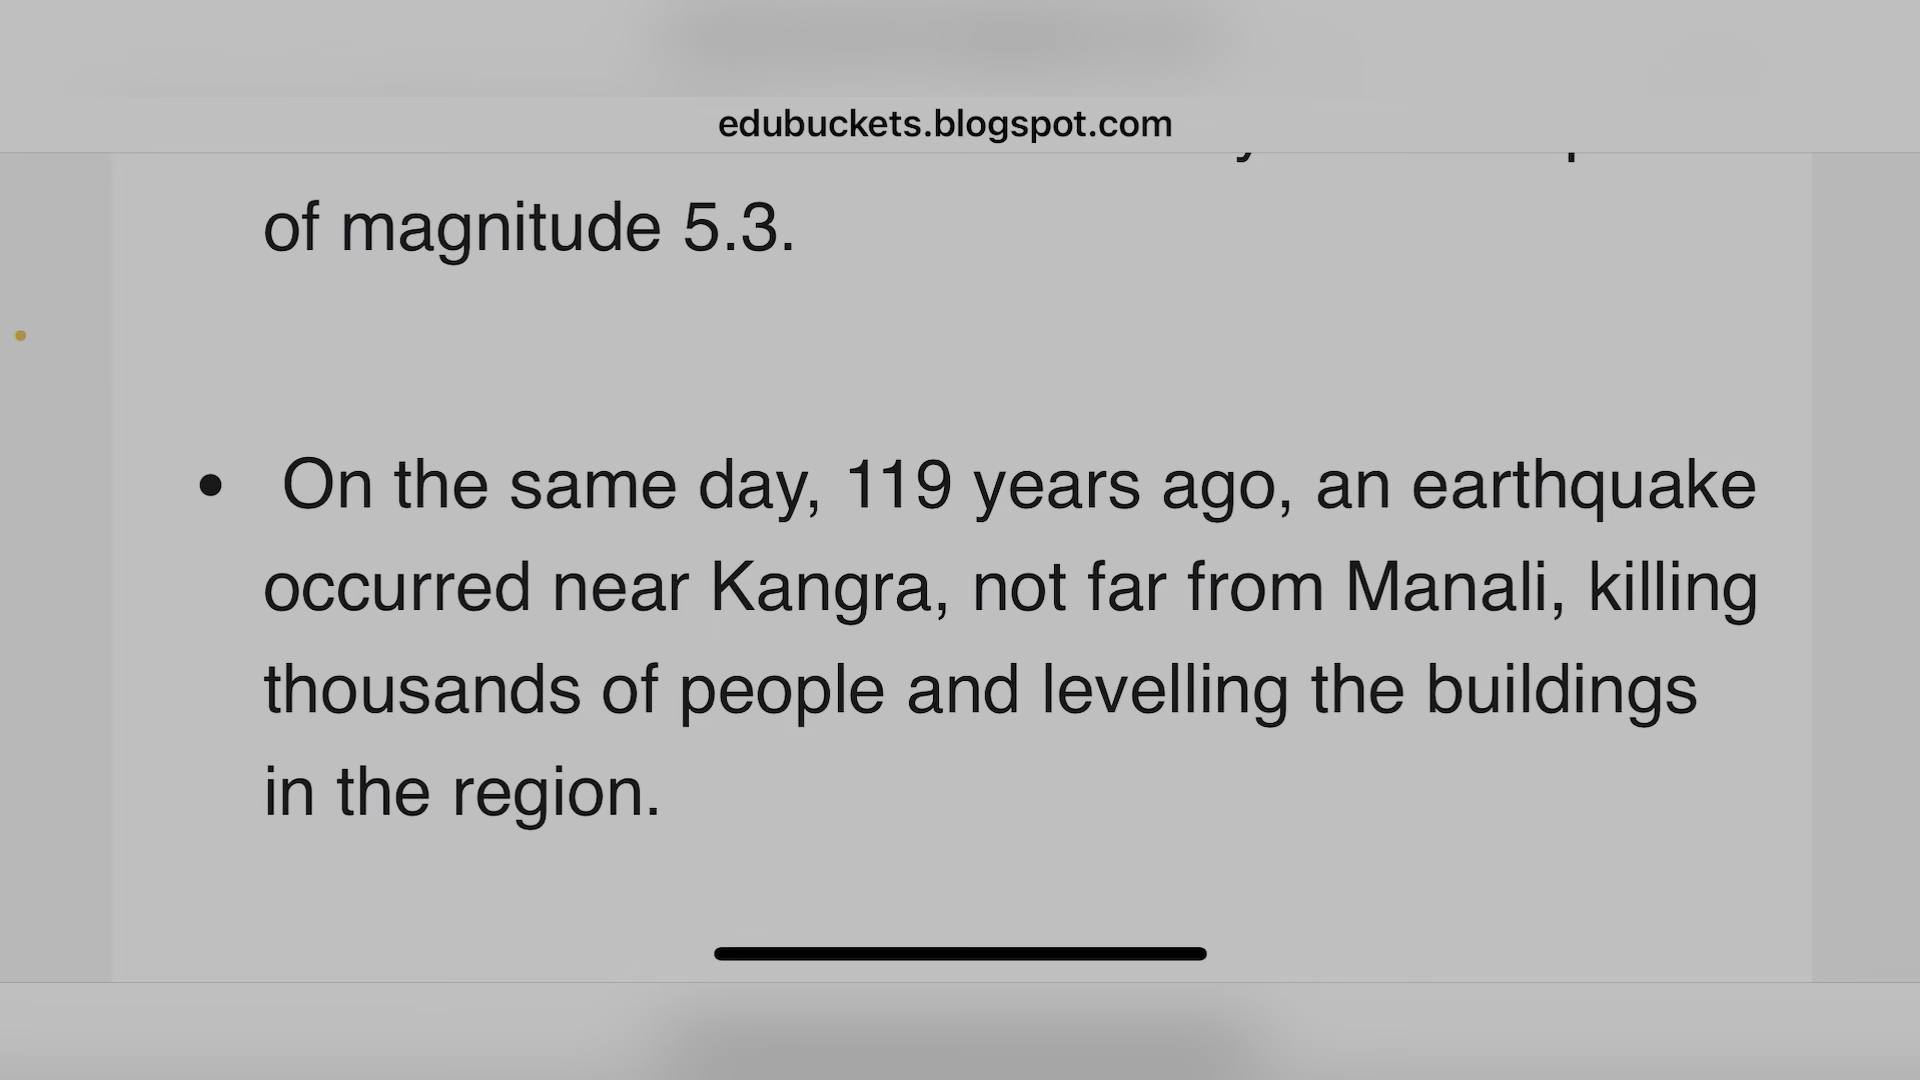 edubuckets.blogspot.com
of magnitude 5.3.
• On the same day, 119 years ago, an earthquake
occurred near Kangra, not far from Manali, killing
thousands of people and levelling the buildings
in the region.